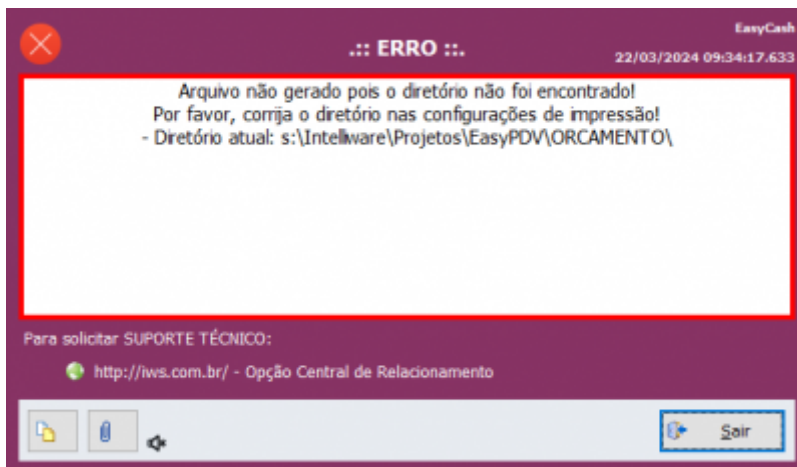 EasyCash
.:: ERRO ::.
22/03/2024 09:34:17.633
Arquivo não gerado pois o diretório não foi encontrado!
Por favor, corrija o diretório nas configurações de impressão!
- Diretório atual: s:\Intelliware\Projetos\EasyPDV\ORCAMENTO\
Para solicitar SUPORTE TÉCNICO:
http://iws.com.br/ - Opção Central de Relacionamento
Sair